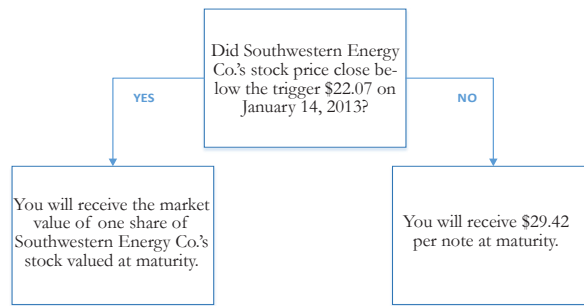 Did Southwestern Energy
Co.'s stock price close be-
low the trigger $22.07 on
January 14, 2013?
YES
NO
You will receive the market
value of one share of
Southwestern Energy Co.'s
stock valued at maturity.
You will receive $29.42
per note at maturity.